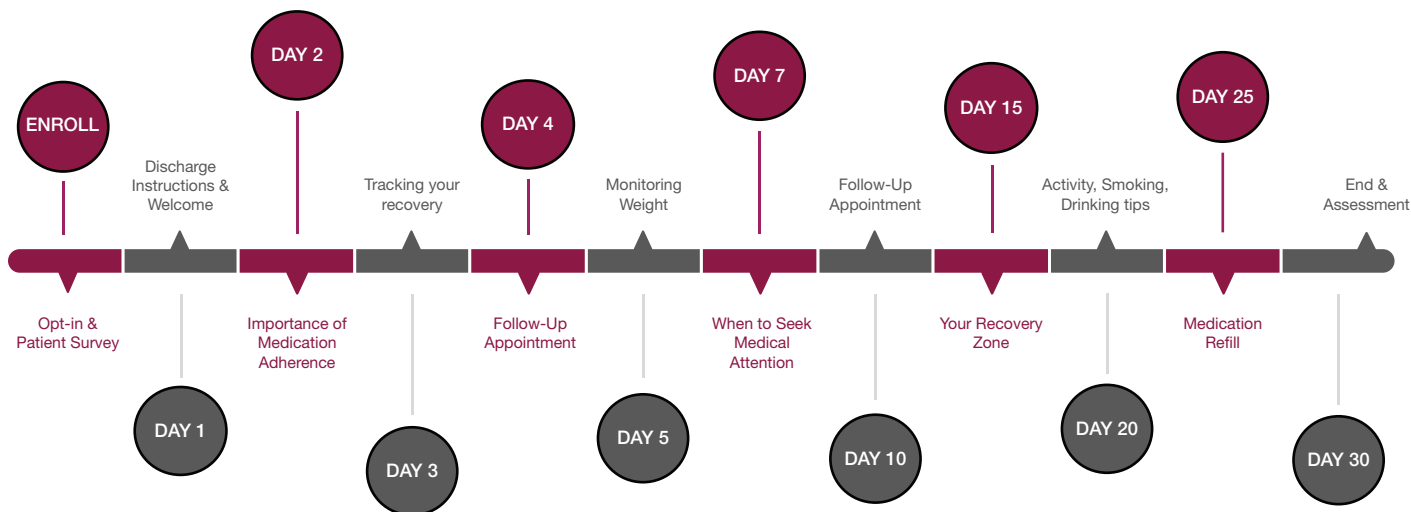 ENROLL
Opt-in &
Patient Survey
Discharge
Instructions &
Welcome
DAY 1
DAY 2
Importance of
Medication
Adherence
Tracking your
recovery
DAY 3
DAY 4
Follow-Up
Appointment
Monitoring
Weight
DAY 5
DAY 7
When to Seek
Medical
Attention
Follow-Up
Appointment
DAY 10
DAY 15
Your Recovery
Zone
Activity, Smoking,
Drinking tips
DAY 20
DAY 25
Medication
Refill
End &
Assessment
DAY 30